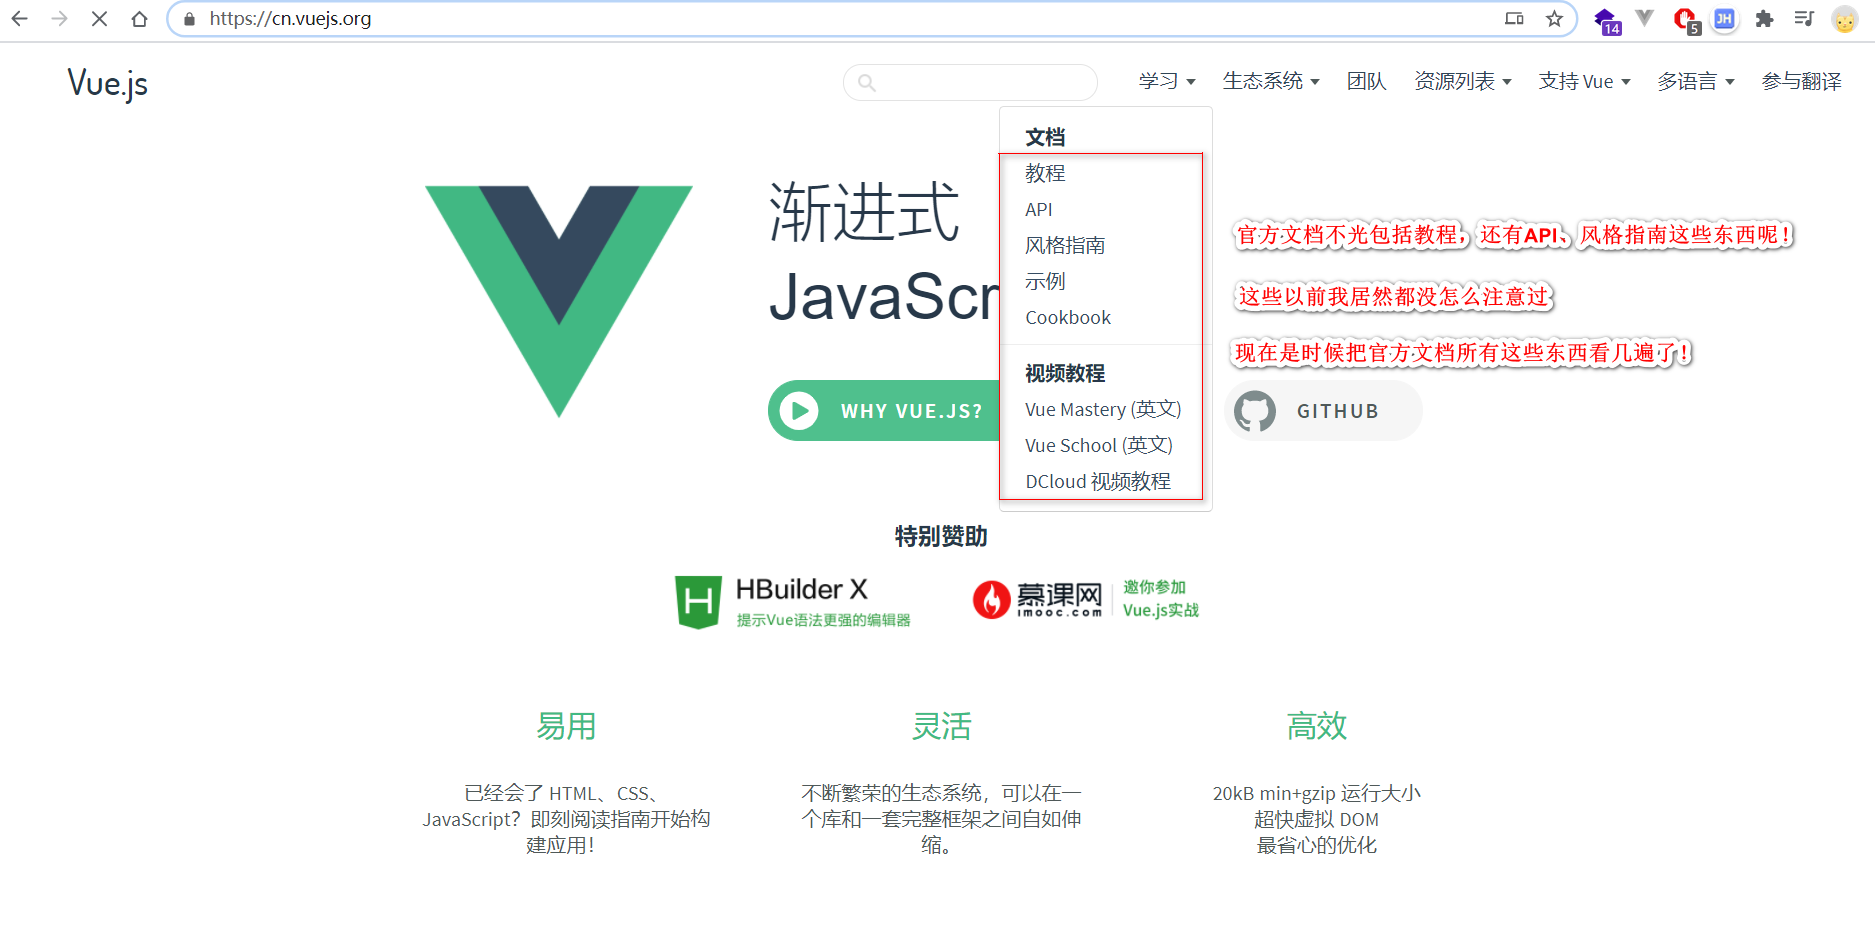 https://cn.vuejs.org
14
5
JH
Vue.js
学习
生态系统
团队
资源列表
支持 Vue
多语言
参与翻译
文档
教程
API
风格指南
示例
Cookbook
视频教程
Vue Mastery (英文)
Vue School (英文)
DCloud 视频教程
渐进式
JavaScr
官方文档不光包括教程，还有API、风格指南这些东西呢！
这些以前我居然都没怎么注意过
现在是时候把官方文档所有这些东西看几遍了！
WHY VUE.JS?
GITHUB
特别赞助
H
HBuilder X
提示Vue语法更强的编辑器
慕课网
imooc.com
邀你参加
Vue.js实战
易用
已经会了 HTML、CSS、
JavaScript？即刻阅读指南开始构
建应用！
灵活
不断繁荣的生态系统，可以在一
个库和一套完整框架之间自如伸
缩。
高效
20kB min+gzip 运行大小
超快虚拟 DOM
最省心的优化